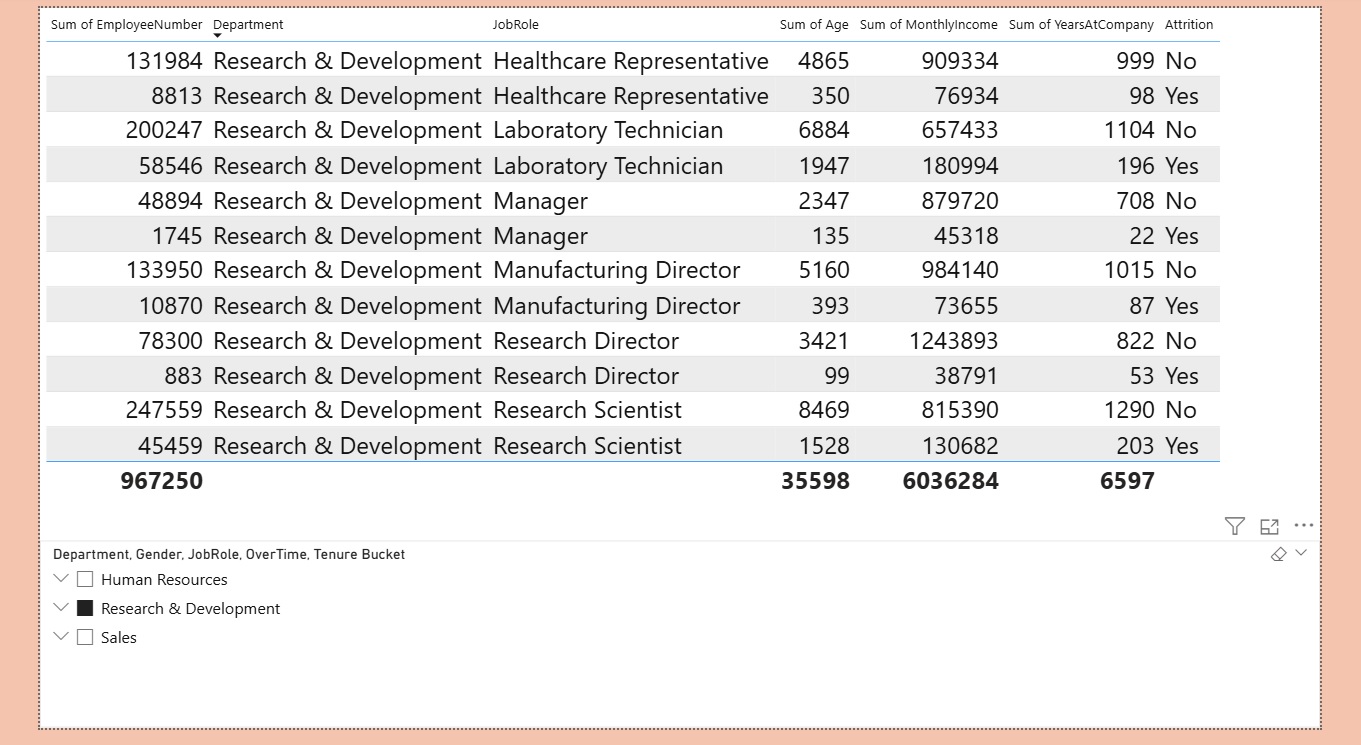 Sum of EmployeeNumber Department JobRole Sum of Age Sum of MonthlyIncome Sum of YearsAtCompany Attrition
131984 Research & Development Healthcare Representative 4865 909334 999 No
8813 Research & Development Healthcare Representative 350 76934 98 Yes
200247 Research & Development Laboratory Technician 6884 657433 1104 No
58546 Research & Development Laboratory Technician 1947 180994 196 Yes
48894 Research & Development Manager 2347 879720 708 No
1745 Research & Development Manager 135 45318 22 Yes
133950 Research & Development Manufacturing Director 5160 984140 1015 No
10870 Research & Development Manufacturing Director 393 73655 87 Yes
78300 Research & Development Research Director 3421 1243893 822 No
883 Research & Development Research Director 99 38791 53 Yes
247559 Research & Development Research Scientist 8469 815390 1290 No
45459 Research & Development Research Scientist 1528 130682 203 Yes
967250 35598 6036284 6597
Department, Gender, JobRole, OverTime, Tenure Bucket
Human Resources
Research & Development
Sales